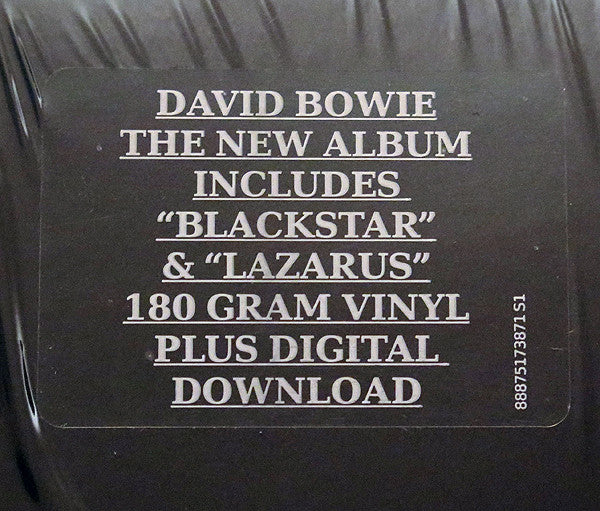 DAVID BOWIE
THE NEW ALBUM
INCLUDES
“BLACKSTAR”
& “LAZARUS”
180 GRAM VINYL
PLUS DIGITAL
DOWNLOAD
88875173871 S1